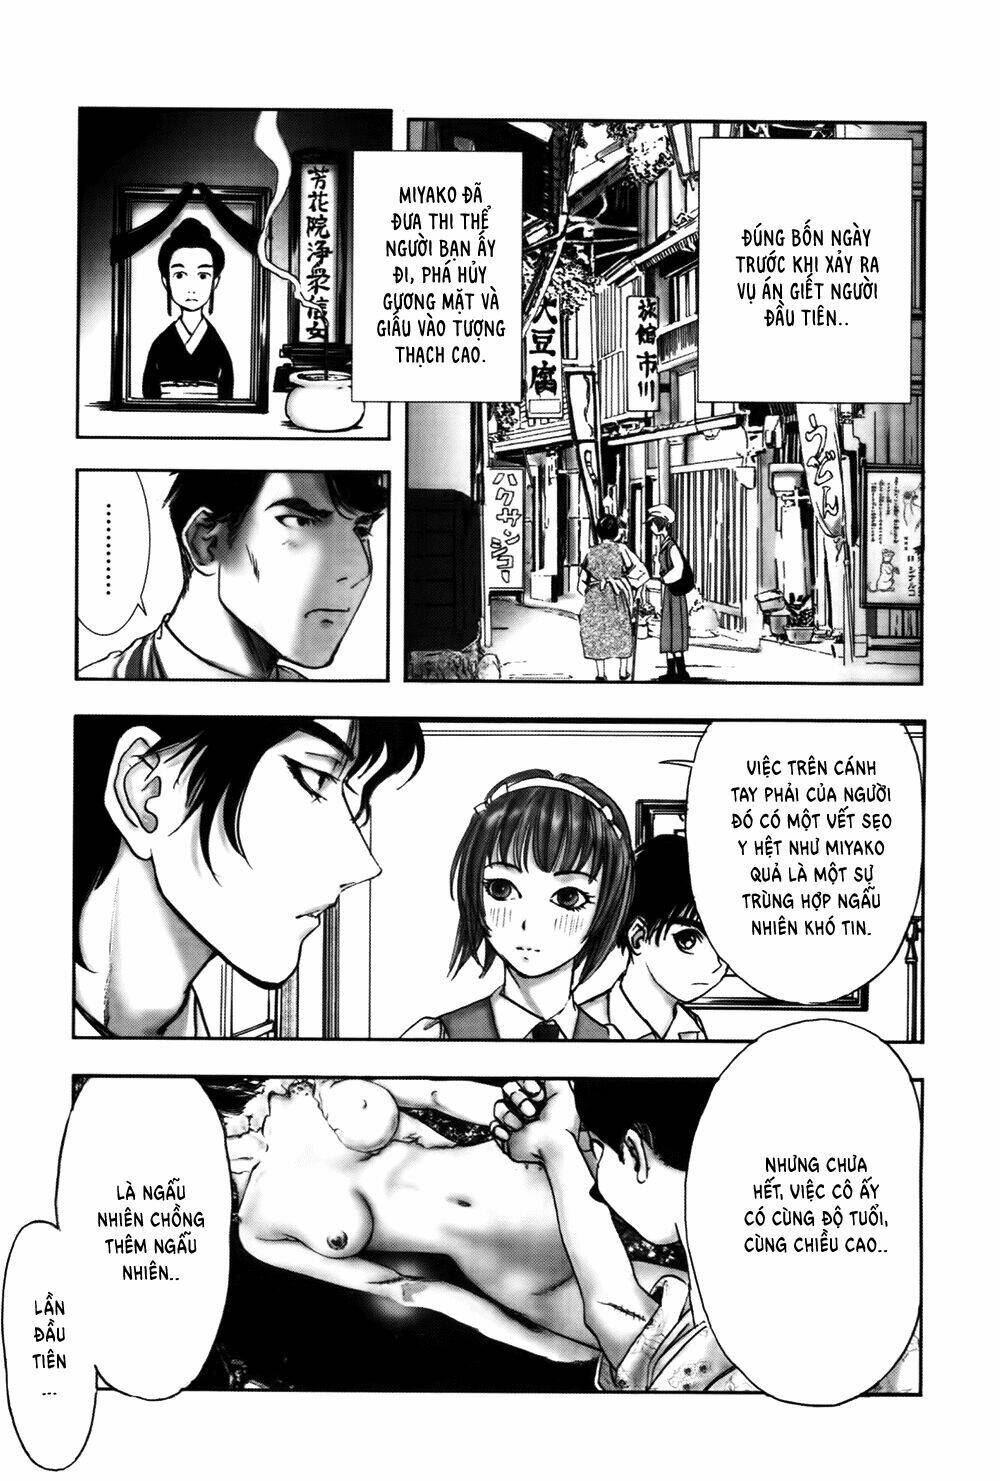 ĐÚNG BỐN NGÀY
TRƯỚC KHI XẢY RA
VỤ ÁN GIẾT NGƯỜI
ĐẦU TIÊN..
MIYAKO ĐÃ
ĐƯA THI THỂ
NGƯỜI BẠN ẤY
ĐI, PHÁ HỦY
GƯƠNG MẶT VÀ
GIẤU VÀO TƯỢNG
THẠCH CAO.
大豆腐
旅館市川
うどん
ハクサンシコー
芳花院浄衆信女
..........
VIỆC TRÊN CÁNH
TAY PHẢI CỦA NGƯỜI
ĐÓ CÓ MỘT VẾT SẸO
Y HỆT NHƯ MIYAKO
QUẢ LÀ MỘT SỰ
TRÙNG HỢP NGẪU
NHIÊN KHÓ TIN.
NHƯNG CHƯA
HẾT, VIỆC CÔ ẤY
CÓ CÙNG ĐỘ TUỔI,
CÙNG CHIỀU CAO..
LÀ NGẪU
NHIÊN CHỒNG
THÊM NGẪU
NHIÊN..
LẦN
ĐẦU
TIÊN
...